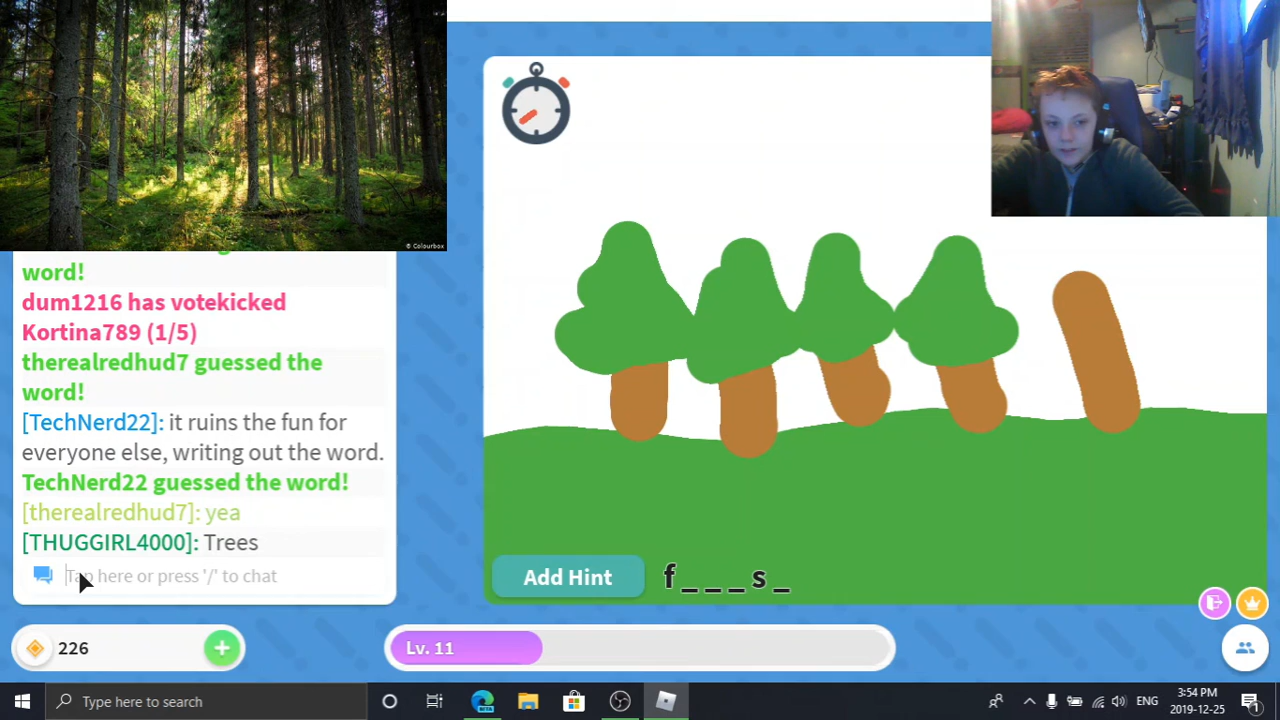 © Colourbox
word!
dum1216 has votekicked
Kortina789 (1/5)
therealredhud7 guessed the
word!
[TechNerd22]: it ruins the fun for
everyone else, writing out the word.
TechNerd22 guessed the word!
[therealredhud7]: yea
[THUGGIRL4000]: Trees
Tap here or press '/' to chat
Add Hint
f _ _ _ s _
226
Lv. 11
Type here to search
ENG
3:54 PM
2019-12-25
1